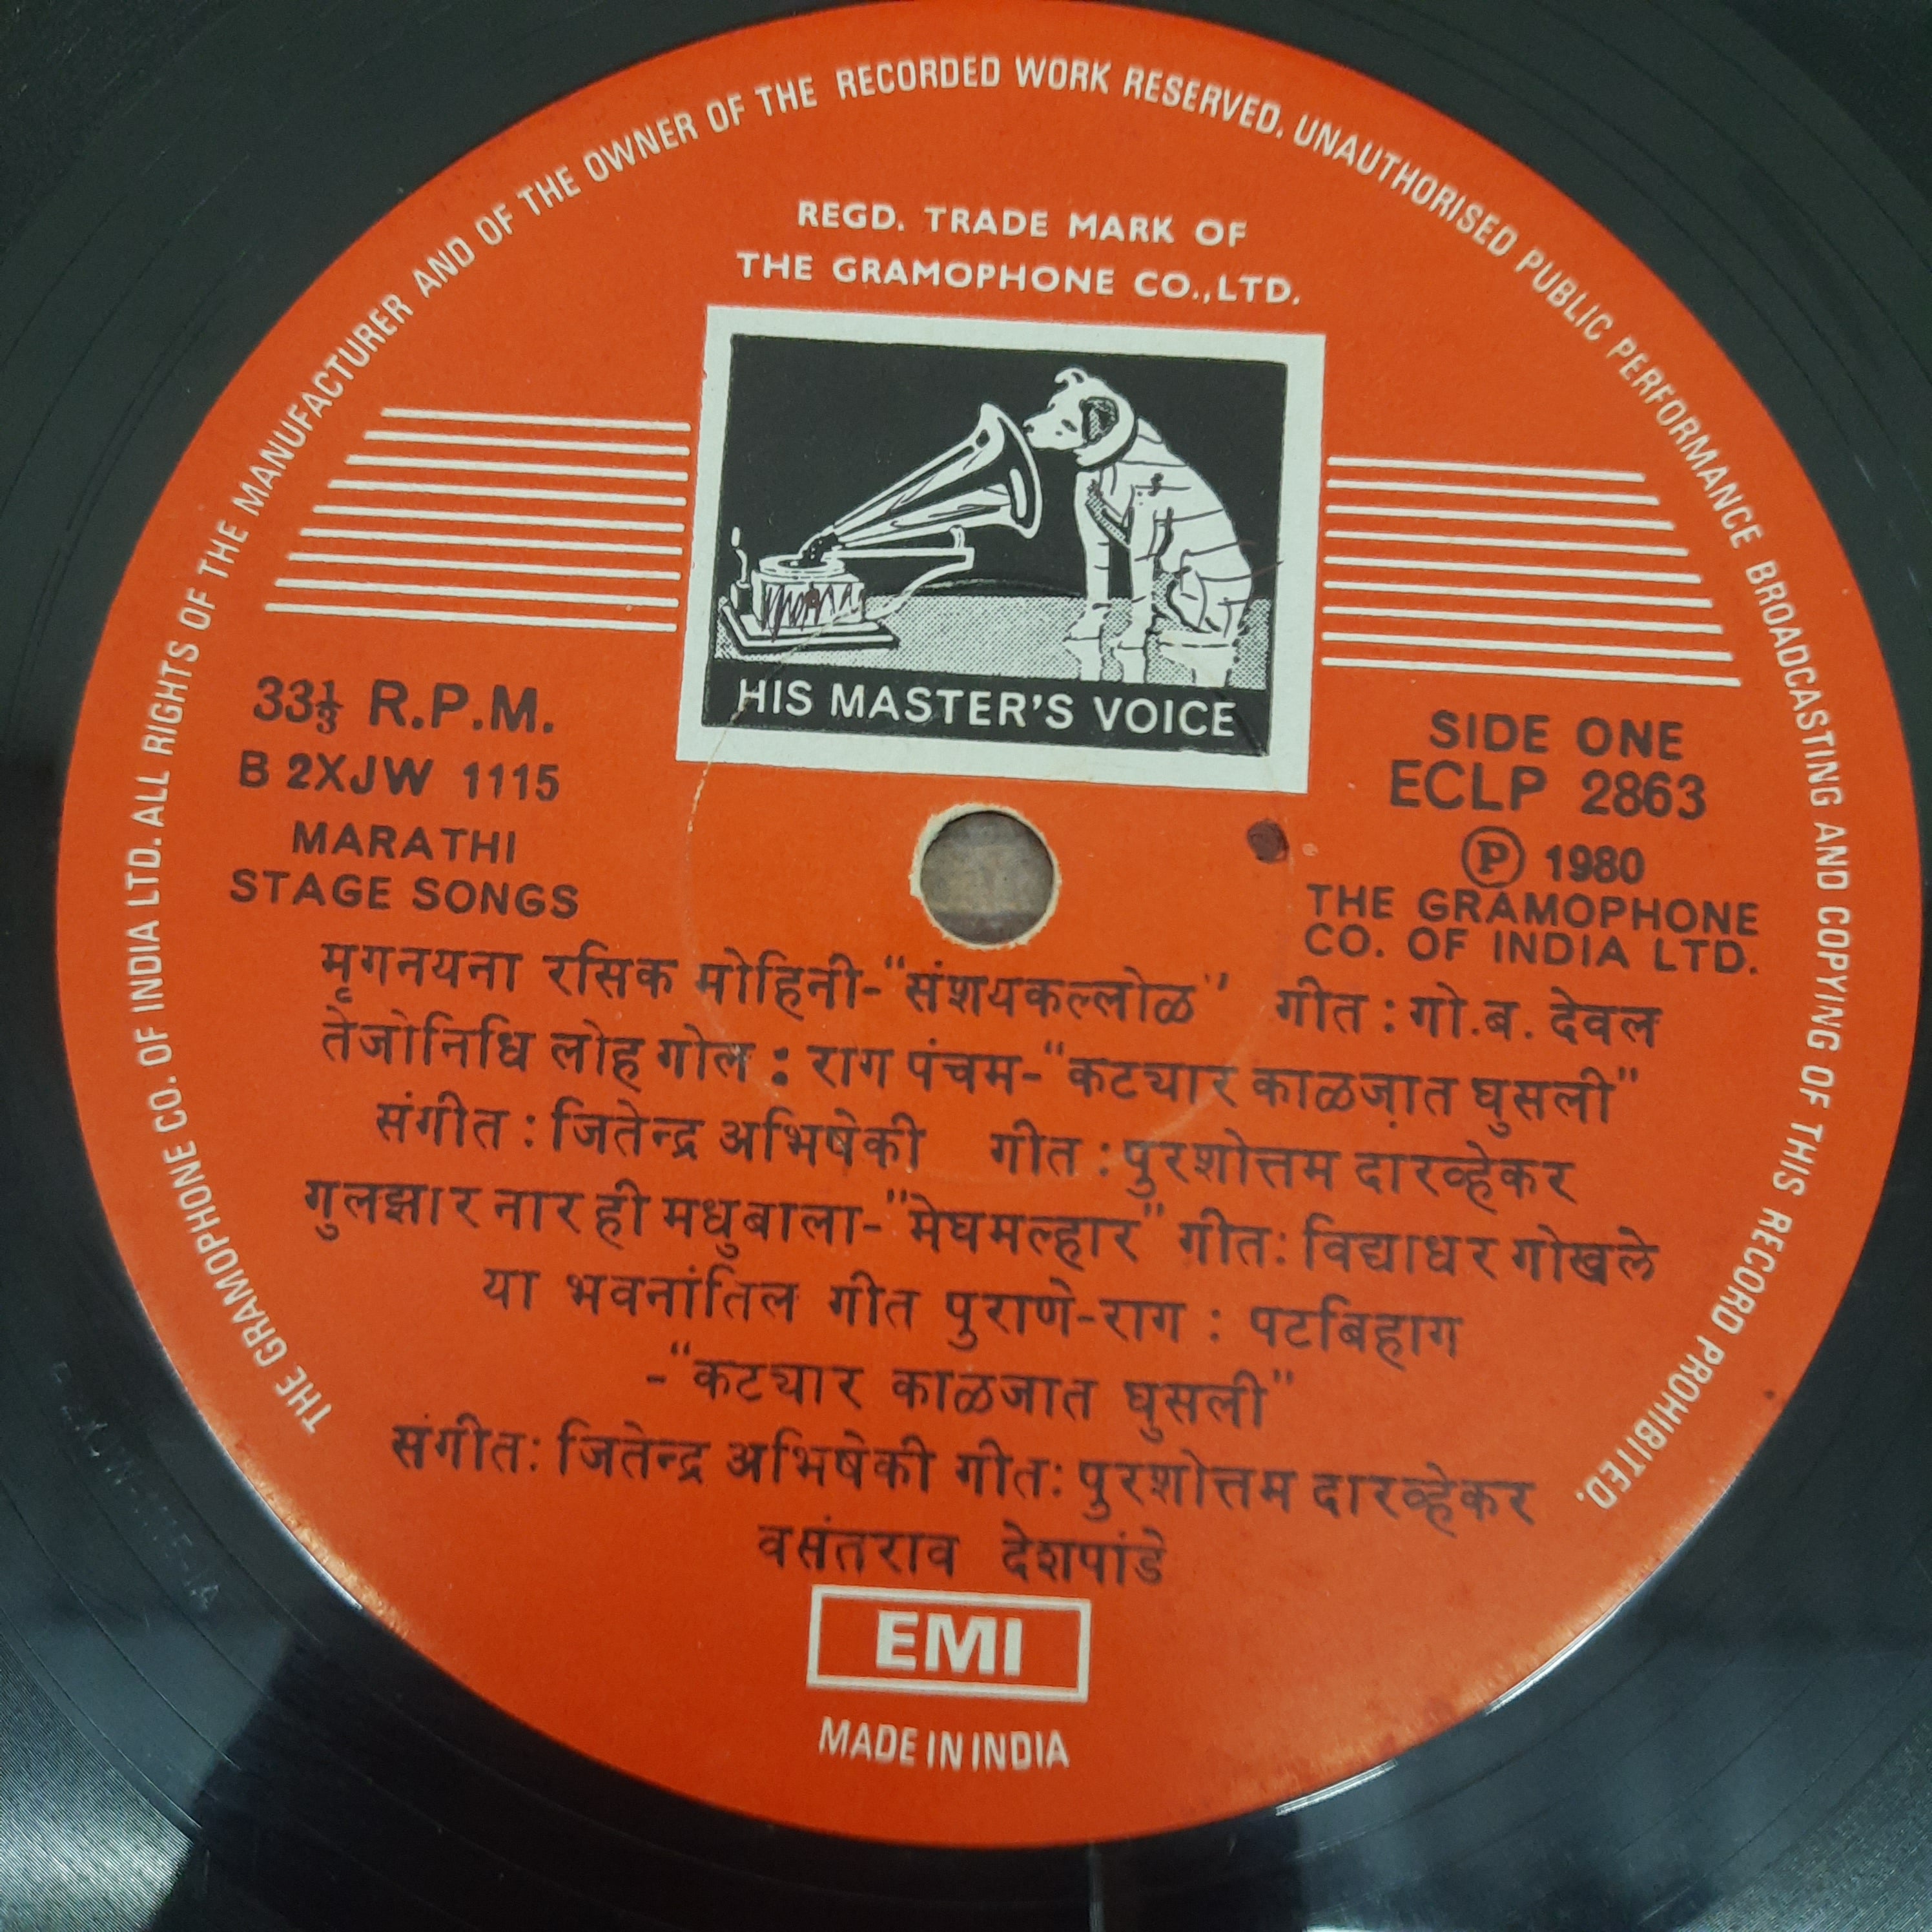 THE GRAMOPHONE CO. OF INDIA LTD. ALL RIGHTS OF THE MANUFACTURER AND OF THE OWNER OF THE RECORDED WORK RESERVED. UNAUTHORISED PUBLIC PERFORMANCE BROADCASTING AND COPYING OF THIS RECORD PROHIBITED.
REGD. TRADE MARK OF
THE GRAMOPHONE CO.,LTD.
HIS MASTER'S VOICE
33⅓ R.P.M.
B 2XJW 1115
MARATHI
STAGE SONGS
SIDE ONE
ECLP 2863
Ⓟ 1980
THE GRAMOPHONE
CO. OF INDIA LTD.
मृगनयना रसिक मोहिनी-"संशयकल्लोळ" गीत : गो.ब. देवल
तेजोनिधि लोह गोल : राग पंचम-"कट्यार काळजात घुसली"
संगीत : जितेन्द्र अभिषेकी गीत : पुरशोत्तम दारव्हेकर
गुलझार नार ही मधुबाला-"मेघमल्हार" गीत: विद्याधर गोखले
या भवनांतिल गीत पुराणे-राग : पटबिहाग
-"कट्यार काळजात घुसली"
संगीत: जितेन्द्र अभिषेकी गीत: पुरशोत्तम दारव्हेकर
वसंतराव देशपांडे
EMI
MADE IN INDIA